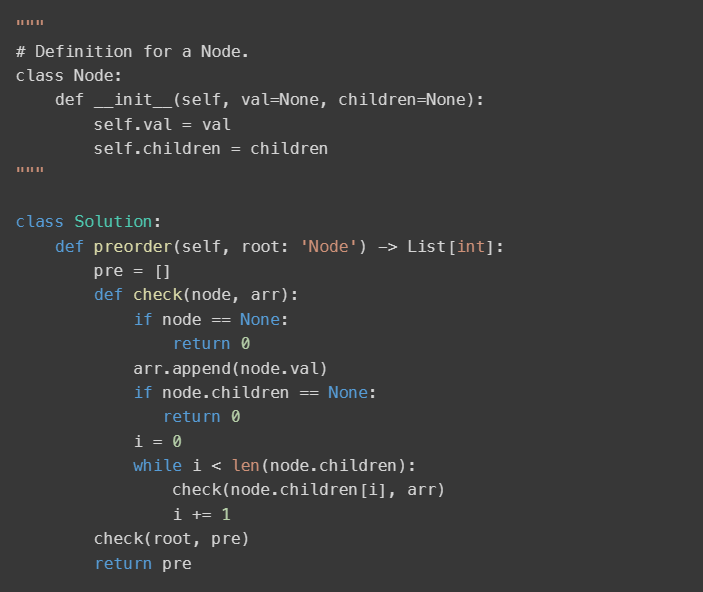 """
# Definition for a Node.
class Node:
    def __init__(self, val=None, children=None):
        self.val = val
        self.children = children
"""

class Solution:
    def preorder(self, root: 'Node') -> List[int]:
        pre = []
        def check(node, arr):
            if node == None:
                return 0
            arr.append(node.val)
            if node.children == None:
               return 0
            i = 0
            while i < len(node.children):
                check(node.children[i], arr)
                i += 1
        check(root, pre)
        return pre